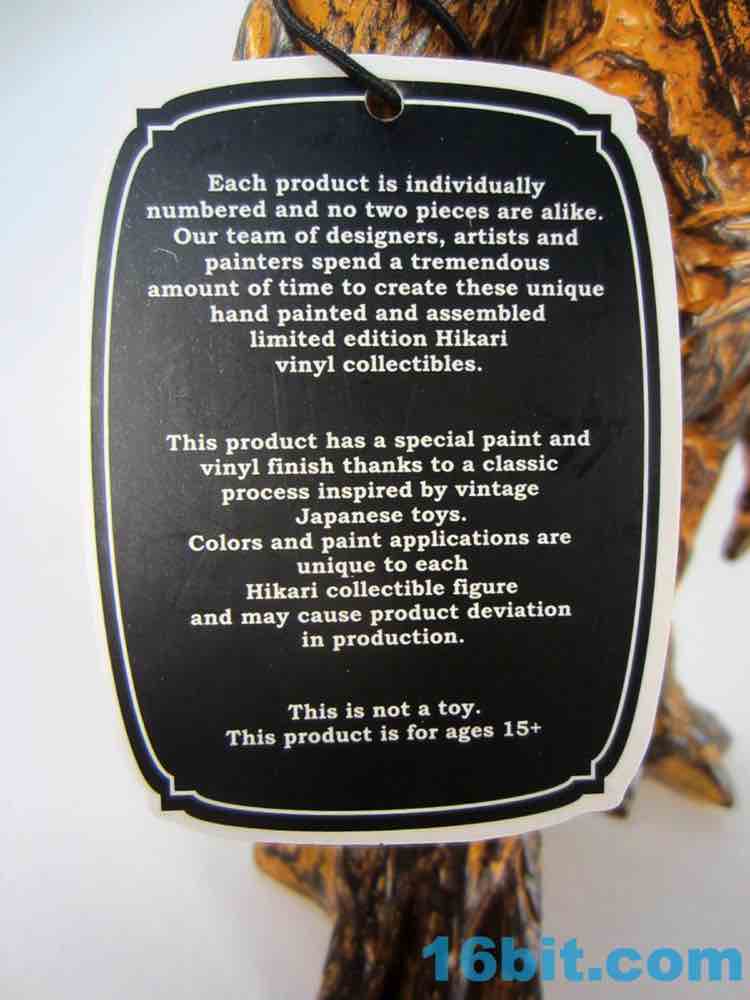 Each product is individually
numbered and no two pieces are alike.
Our team of designers, artists and
painters spend a tremendous
amount of time to create these unique
hand painted and assembled
limited edition Hikari
vinyl collectibles.
This product has a special paint and
vinyl finish thanks to a classic
process inspired by vintage
Japanese toys.
Colors and paint applications are
unique to each
Hikari collectible figure
and may cause product deviation
in production.
This is not a toy.
This product is for ages 15+
16bit.com